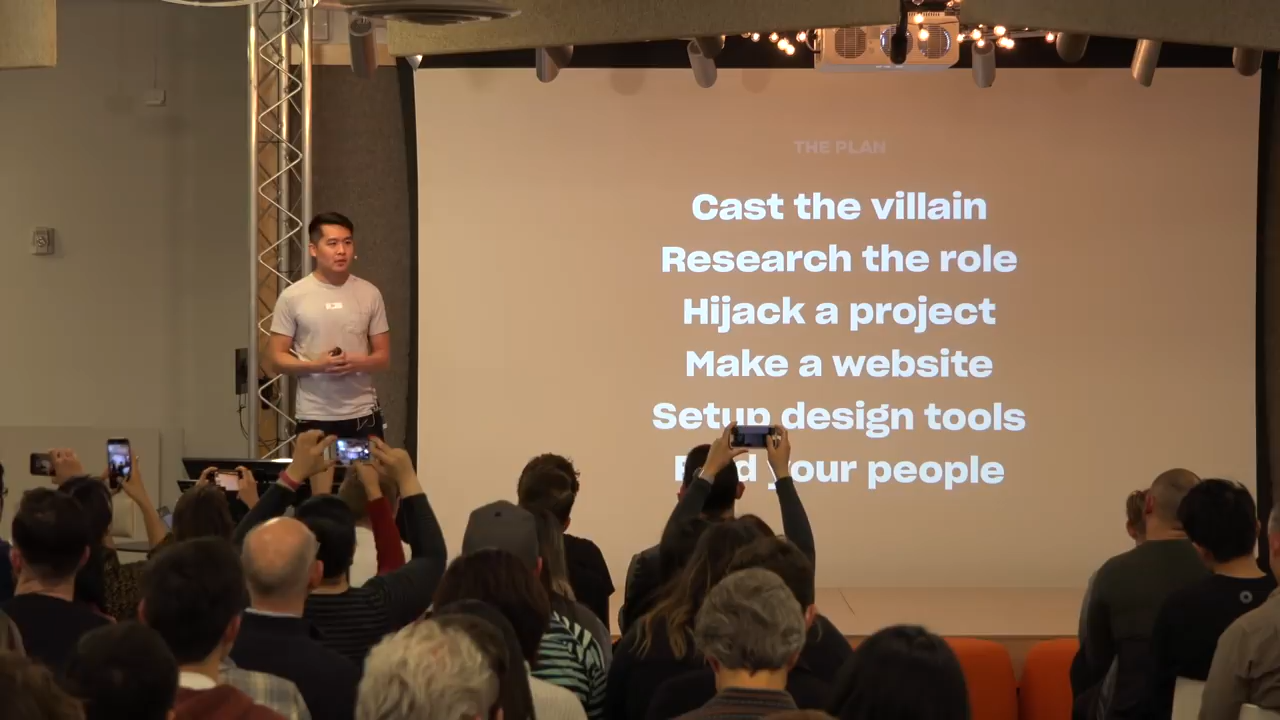 THE PLAN
Cast the villain
Research the role
Hijack a project
Make a website
Setup design tools
your people